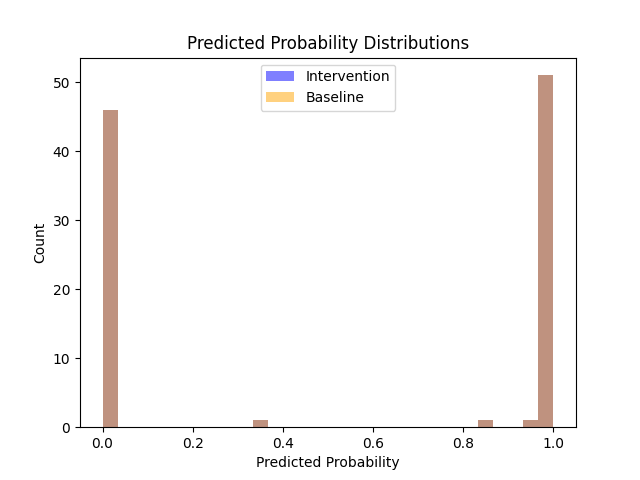 Predicted Probability Distributions
Intervention
Baseline
50
40
30
20
10
0
Count
0.0 0.2 0.4 0.6 0.8 1.0
Predicted Probability